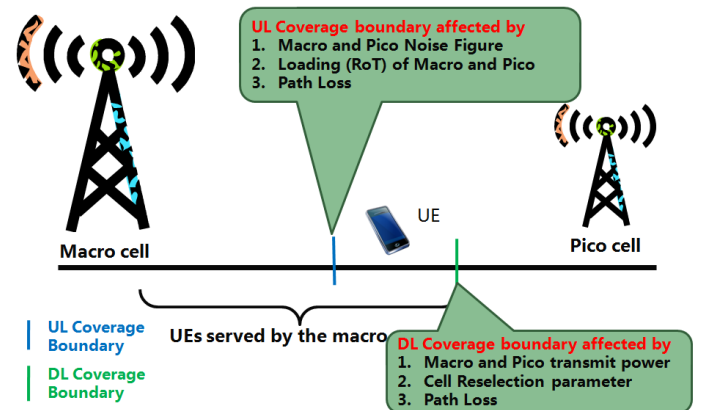 UL Coverage boundary affected by
1. Macro and Pico Noise Figure
2. Loading (RoT) of Macro and Pico
3. Path Loss
UE
Macro cell
Pico cell
UL Coverage
Boundary
DL Coverage
Boundary
UEs served by the macro
DL Coverage boundary affected by
1. Macro and Pico transmit power
2. Cell Reselection parameter
3. Path Loss